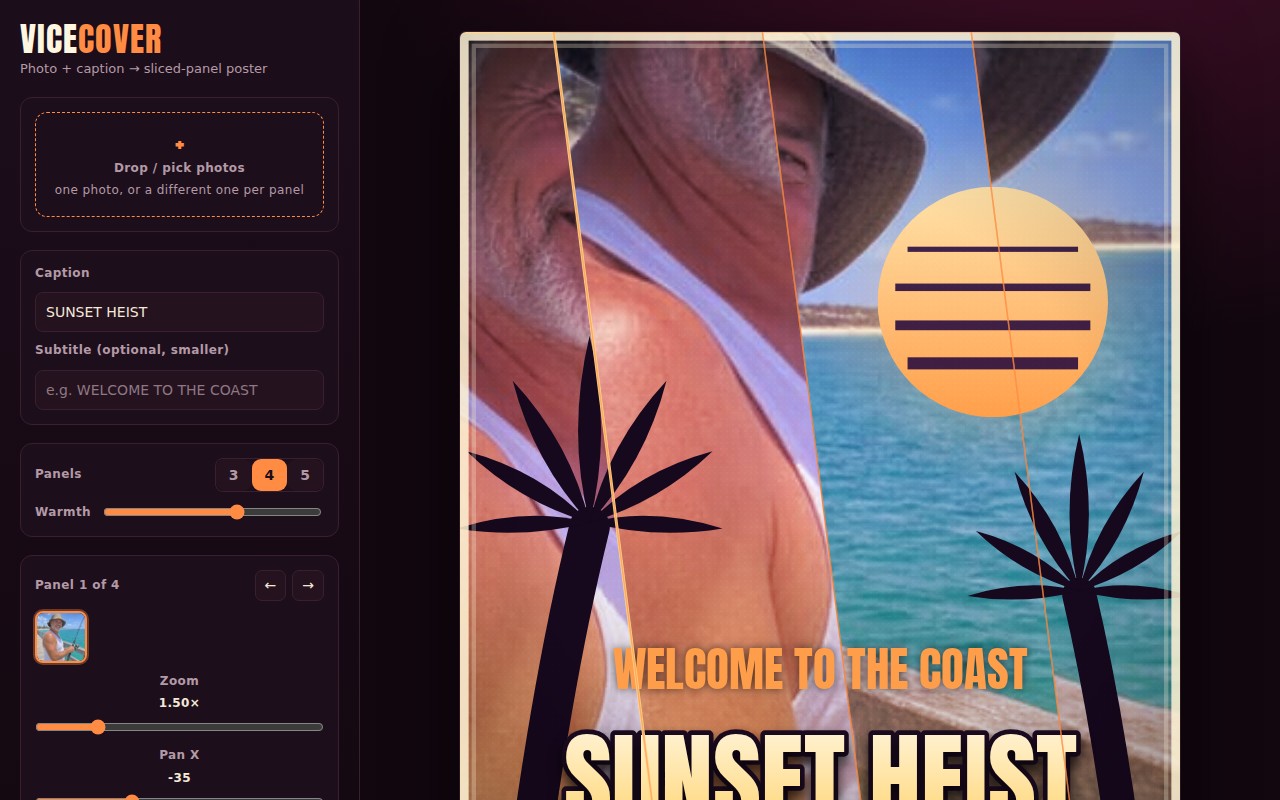 VICECOVER
Photo + caption → sliced-panel poster
+
Drop / pick photos
one photo, or a different one per panel
Caption
SUNSET HEIST
Subtitle (optional, smaller)
e.g. WELCOME TO THE COAST
Panels
3 4 5
Warmth
Panel 1 of 4
← →
Zoom
1.50×
Pan X
-35
WELCOME TO THE COAST
SUNSET HEIST